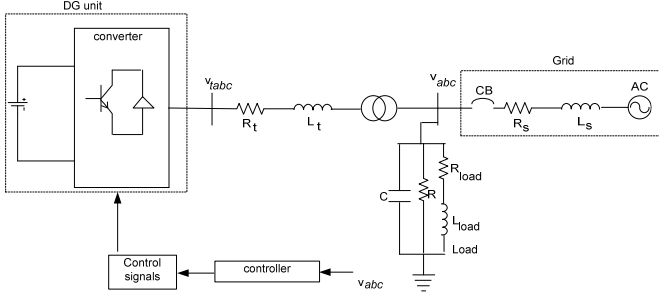 DG unit
converter
v_tabc
R_t
L_t
v_abc
Grid
CB
AC
R_s
L_s
C
R
R_load
L_load
Load
Control signals
controller
v_abc